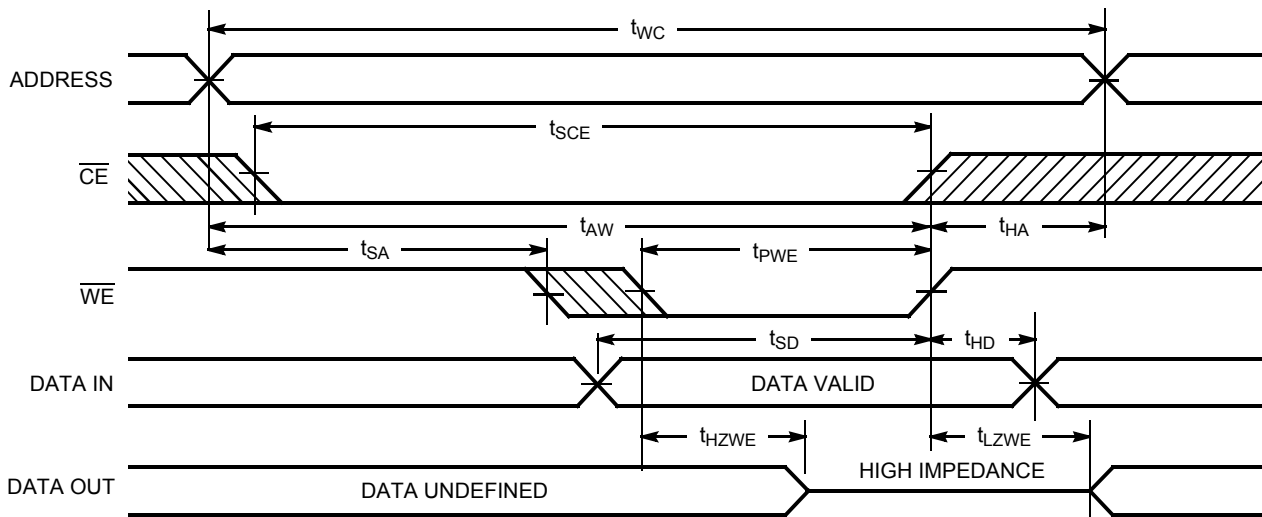 tWC
ADDRESS
tSCE
CE
tAW
tHA
tSA
tPWE
WE
tSD
tHD
DATA IN
DATA VALID
tHZWE
tLZWE
HIGH IMPEDANCE
DATA OUT
DATA UNDEFINED